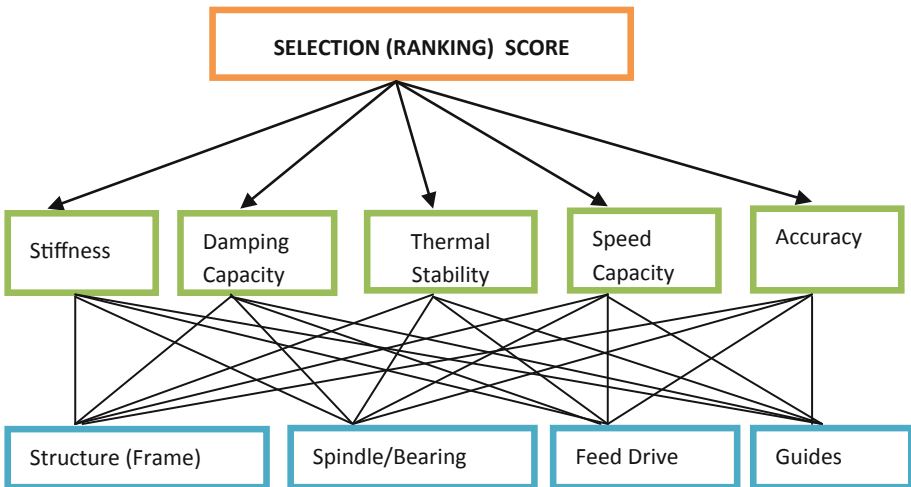 SELECTION (RANKING) SCORE
Stiffness
Damping
Capacity
Thermal
Stability
Speed
Capacity
Accuracy
Structure (Frame)
Spindle/Bearing
Feed Drive
Guides